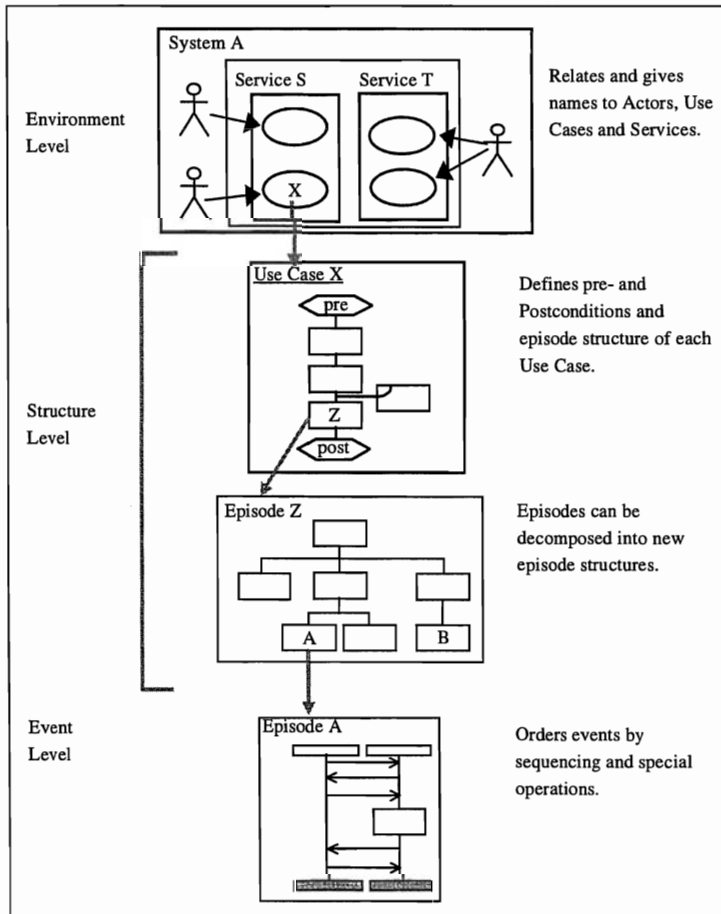 System A
Service S
Service T
X
Environment
Level
Relates and gives
names to Actors, Use
Cases and Services.
Use Case X
pre
Z
post
Defines pre- and
Postconditions and
episode structure of each
Use Case.
Structure
Level
Episode Z
A
B
Episodes can be
decomposed into new
episode structures.
Event
Level
Episode A
Orders events by
sequencing and special
operations.